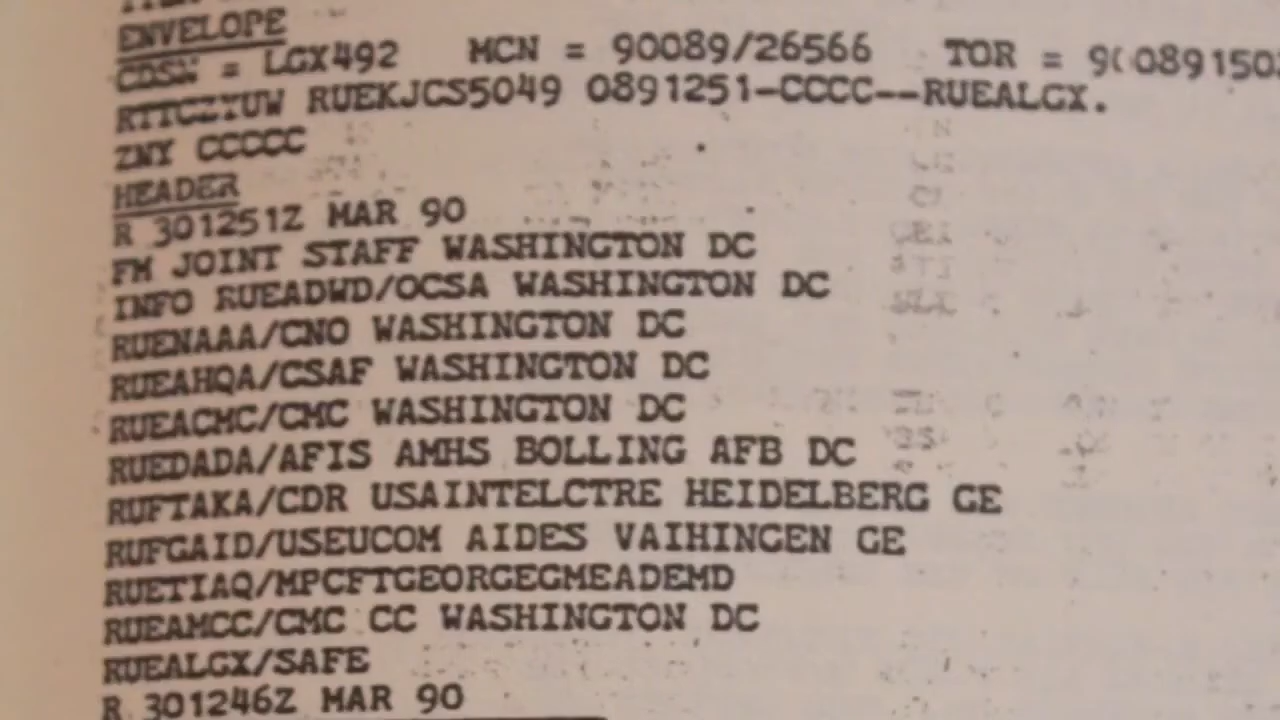 ENVELOPE
CDSN = LGX492 MCN = 90089/26566 TOR =
RTTCZYUW RUEKJCS5049 0891251-CCCC--RUEALGX.
ZNY CCCCC
HEADER
R 301251Z MAR 90
FM JOINT STAFF WASHINGTON DC
INFO RUEADWD/OCSA WASHINGTON DC
RUENAAA/CNO WASHINGTON DC
RUEAHQA/CSAF WASHINGTON DC
RUEACMC/CMC WASHINGTON DC
RUEDADA/AFIS AMHS BOLLING AFB DC
RUFTAKA/CDR USAINTELCTRE HEIDELBERG GE
RUFGAID/USEUCOM AIDES VAIHINGEN GE
RUETIAQ/MPCFTGEORGEGMEADEMD
RUEAMCC/CMC CC WASHINGTON DC
RUEALGX/SAFE
R 301246Z MAR 90